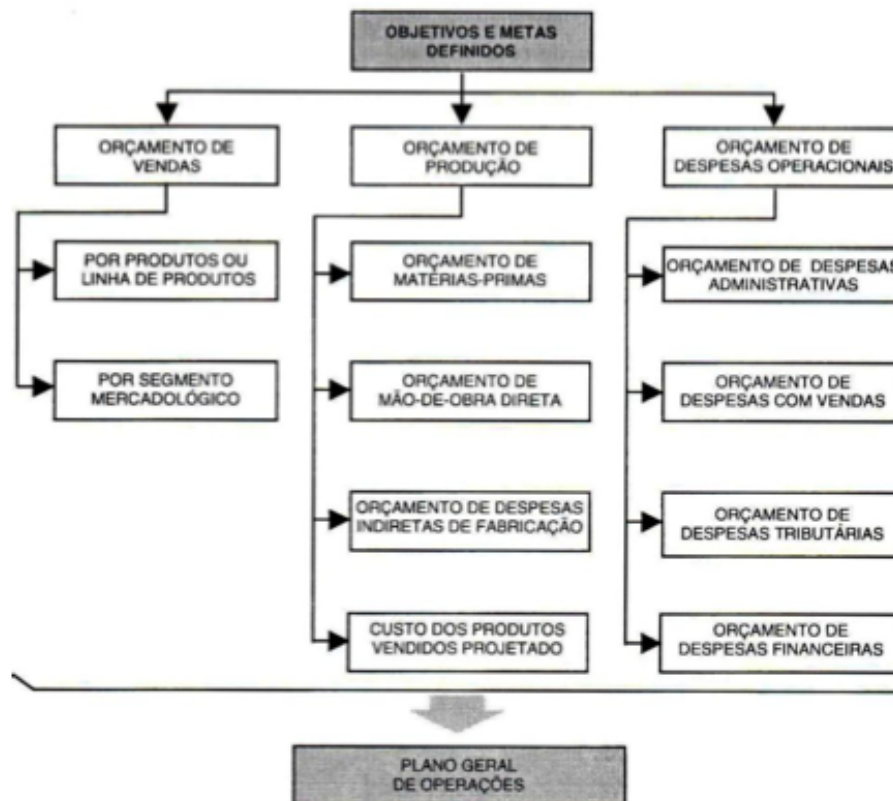 OBJETIVOS E METAS
DEFINIDOS
ORÇAMENTO DE
VENDAS
POR PRODUTOS OU
LINHA DE PRODUTOS
POR SEGMENTO
MERCADOLÓGICO
ORÇAMENTO DE
PRODUÇÃO
ORÇAMENTO DE
MATÉRIAS-PRIMAS
ORÇAMENTO DE
MÃO-DE-OBRA DIRETA
ORÇAMENTO DE DESPESAS
INDIRETAS DE FABRICAÇÃO
CUSTO DOS PRODUTOS
VENDIDOS PROJETADO
ORÇAMENTO DE
DESPESAS OPERACIONAIS
ORÇAMENTO DE DESPESAS
ADMINISTRATIVAS
ORÇAMENTO DE
DESPESAS COM VENDAS
ORÇAMENTO DE
DESPESAS TRIBUTÁRIAS
ORÇAMENTO DE
DESPESAS FINANCEIRAS
PLANO GERAL
DE OPERAÇÕES